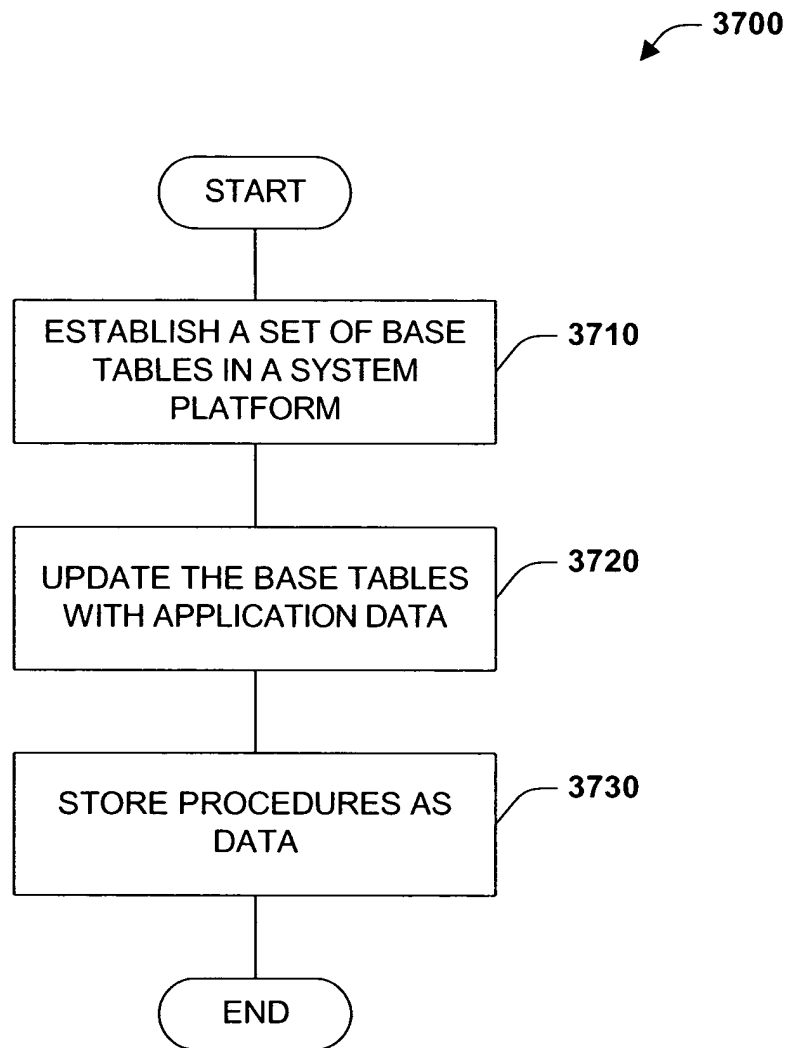 3700
START
ESTABLISH A SET OF BASE
TABLES IN A SYSTEM
PLATFORM
3710
UPDATE THE BASE TABLES
WITH APPLICATION DATA
3720
STORE PROCEDURES AS
DATA
3730
END